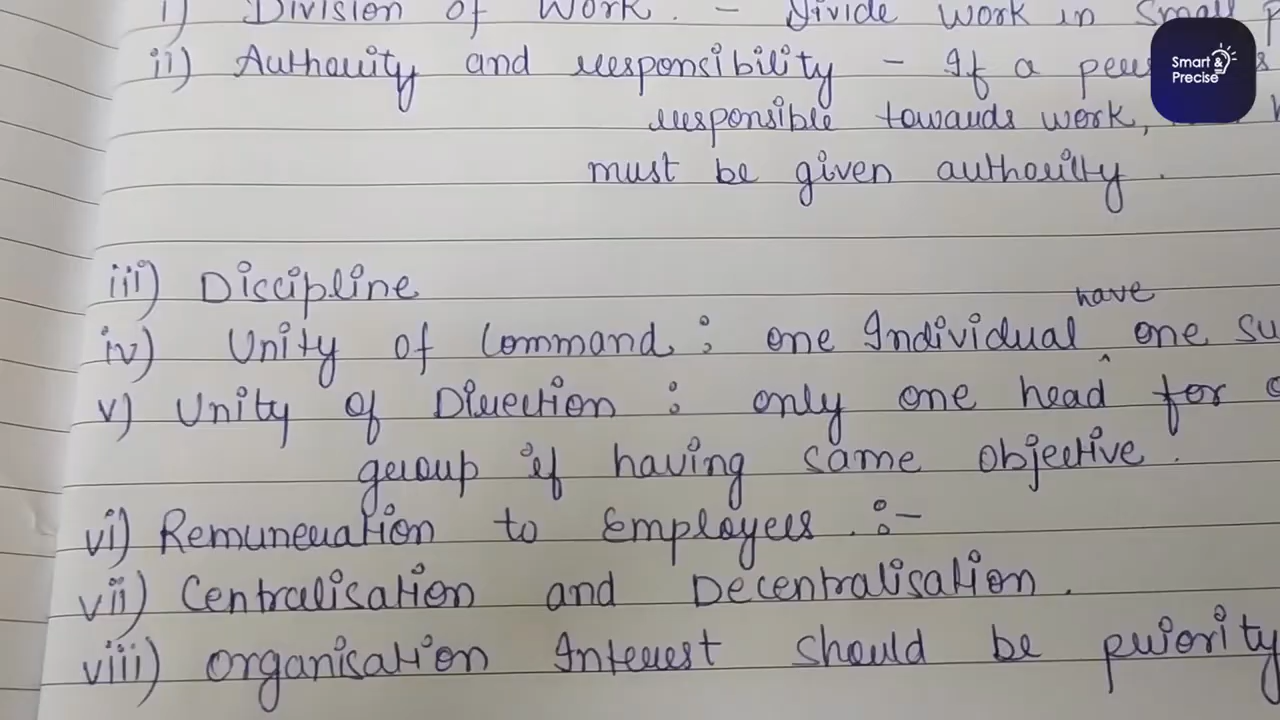 i) Division of Work. - Divide work in small
ii) Authority and responsibility - If a
responsible towards work,
must be given authority.
iii) Discipline
have
iv) Unity of Command : one Individual ^ one
v) Unity of Direction : only one head for
group if having same objective.
vi) Remuneration to Employees. :-
vii) Centralisation and Decentralisation.
viii) Organisation Interest should be priority
Smart &
Precise